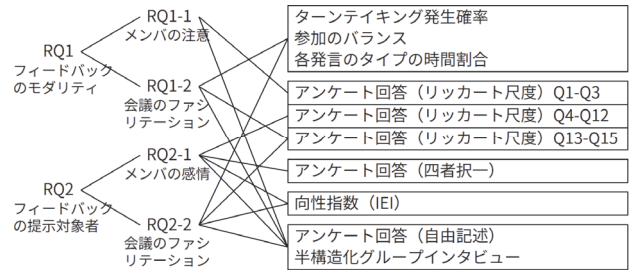 RQ1
フィードバック
のモダリティ
RQ1-1
メンバの注意
RQ1-2
会議のファシ
リテーション
RQ2
フィードバック
の提示対象者
RQ2-1
メンバの感情
RQ2-2
会議のファシ
リテーション
ターンテイキング発生確率
参加のバランス
各発言のタイプの時間割合
アンケート回答（リッカート尺度）Q1-Q3
アンケート回答（リッカート尺度）Q4-Q12
アンケート回答（リッカート尺度）Q13-Q15
アンケート回答（四者択一）
向性指数（IEI）
アンケート回答（自由記述）
半構造化グループインタビュー